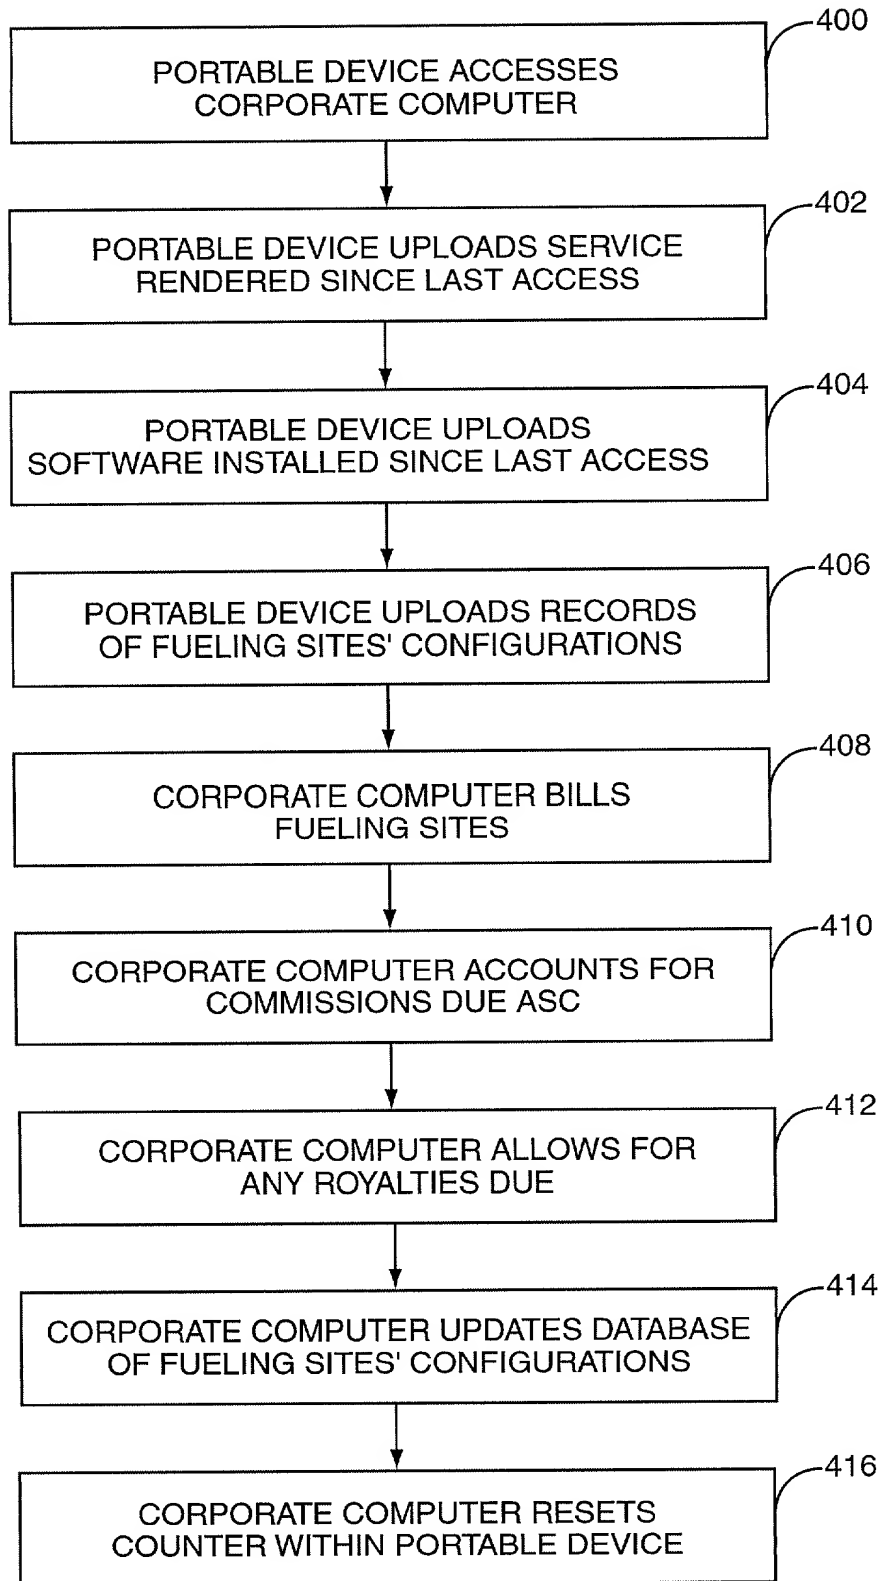 400
PORTABLE DEVICE ACCESSES
CORPORATE COMPUTER
402
PORTABLE DEVICE UPLOADS SERVICE
RENDERED SINCE LAST ACCESS
404
PORTABLE DEVICE UPLOADS
SOFTWARE INSTALLED SINCE LAST ACCESS
406
PORTABLE DEVICE UPLOADS RECORDS
OF FUELING SITES' CONFIGURATIONS
408
CORPORATE COMPUTER BILLS
FUELING SITES
410
CORPORATE COMPUTER ACCOUNTS FOR
COMMISSIONS DUE ASC
412
CORPORATE COMPUTER ALLOWS FOR
ANY ROYALTIES DUE
414
CORPORATE COMPUTER UPDATES DATABASE
OF FUELING SITES' CONFIGURATIONS
416
CORPORATE COMPUTER RESETS
COUNTER WITHIN PORTABLE DEVICE